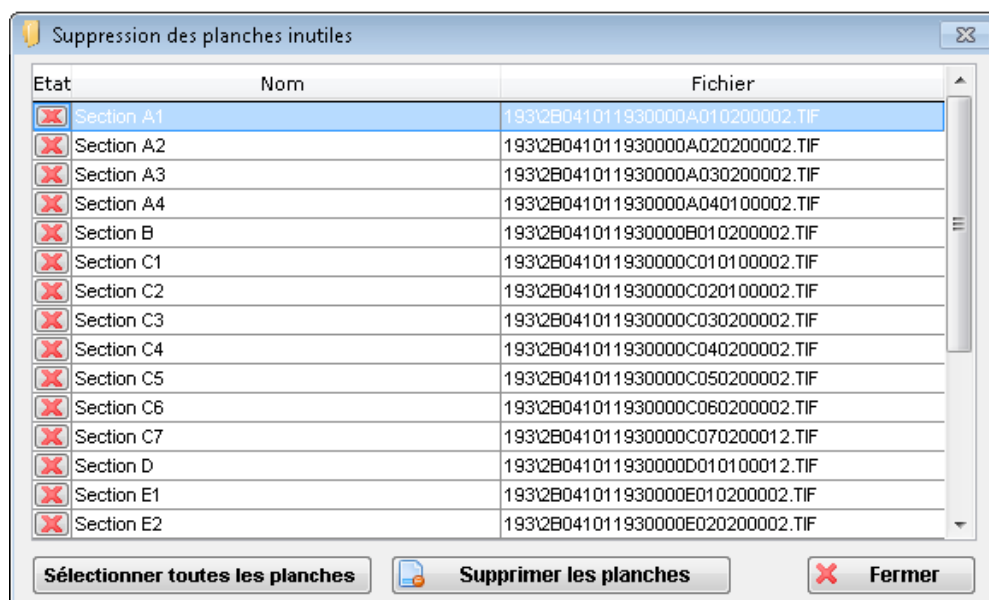 Suppression des planches inutiles
Etat Nom Fichier
Section A1 193\2B041011930000A010200002.TIF
Section A2 193\2B041011930000A020200002.TIF
Section A3 193\2B041011930000A030200002.TIF
Section A4 193\2B041011930000A040100002.TIF
Section B 193\2B041011930000B010200002.TIF
Section C1 193\2B041011930000C010100002.TIF
Section C2 193\2B041011930000C020100002.TIF
Section C3 193\2B041011930000C030200002.TIF
Section C4 193\2B041011930000C040200002.TIF
Section C5 193\2B041011930000C050200002.TIF
Section C6 193\2B041011930000C060200002.TIF
Section C7 193\2B041011930000C070200012.TIF
Section D 193\2B041011930000D010100012.TIF
Section E1 193\2B041011930000E010200002.TIF
Section E2 193\2B041011930000E020200002.TIF
Sélectionner toutes les planches Supprimer les planches Fermer